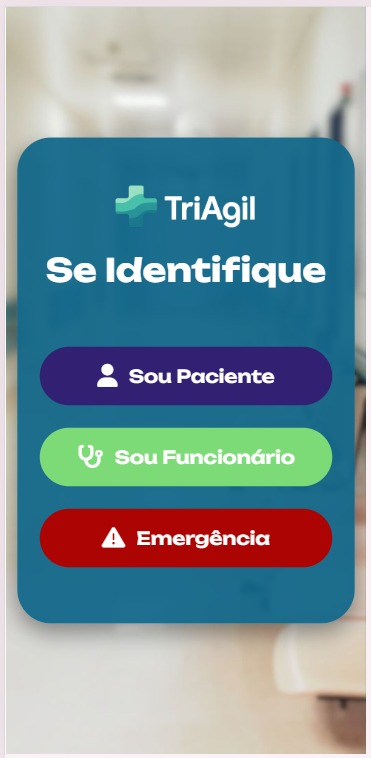 TriAgil
Se Identifique
Sou Paciente
Sou Funcionário
Emergência